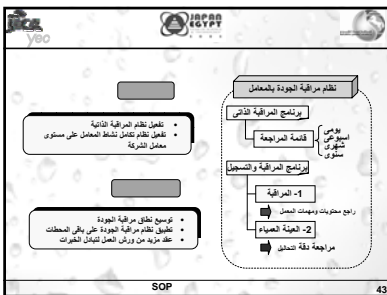 JAPAN
EGYPT
نظام مراقبة الجودة بالمعامل
برنامج المراقبة الذاتى
قائمة المراجعة
يومى
اسبوعى
شهرى
سنوى
برنامج المراقبة والتسجيل
1- المراقبة
راجع محتويات ومهمات المعمل
2- العينة العمياء
مراجعة دقة التحاليل
• تفعيل نظام المراقبة الذاتية
• تفعيل نظام تكامل نشاط المعامل على مستوى
معامل الشركة
• توسيع نطاق مراقبة الجودة
• تطبيق نظام مراقبة الجودة على باقى المحطات
• عقد مزيد من ورش العمل لتبادل الخبرات
SOP
43